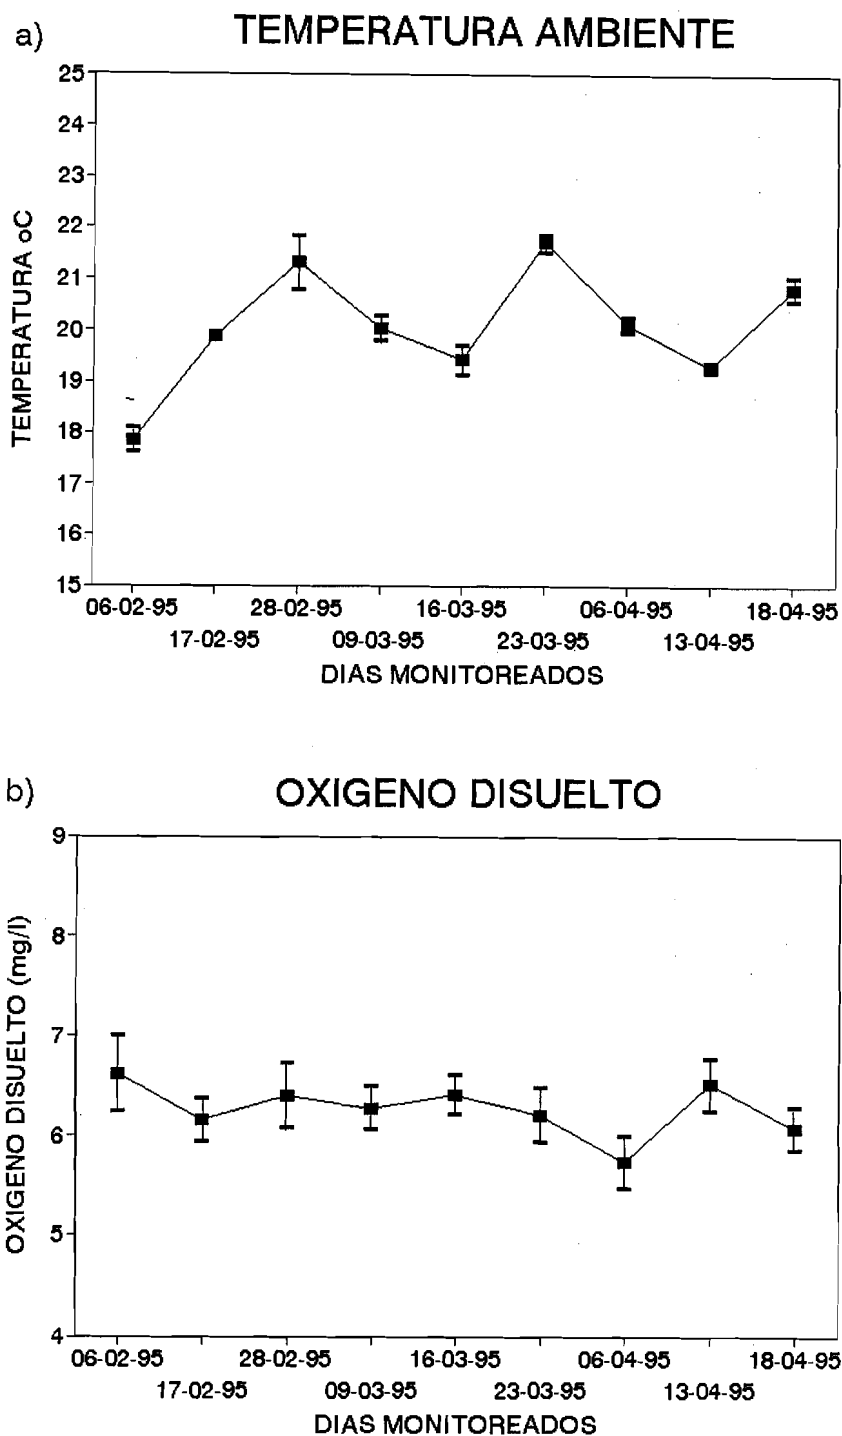 a)
TEMPERATURA AMBIENTE
TEMPERATURA oC
25
24
23
22
21
20
19
18
17
16
15
06-02-95 28-02-95 16-03-95 06-04-95 18-04-95
17-02-95 09-03-95 23-03-95 13-04-95
DIAS MONITOREADOS
b)
OXIGENO DISUELTO
OXIGENO DISUELTO (mg/l)
9
8
7
6
5
4
06-02-95 28-02-95 16-03-95 06-04-95 18-04-95
17-02-95 09-03-95 23-03-95 13-04-95
DIAS MONITOREADOS